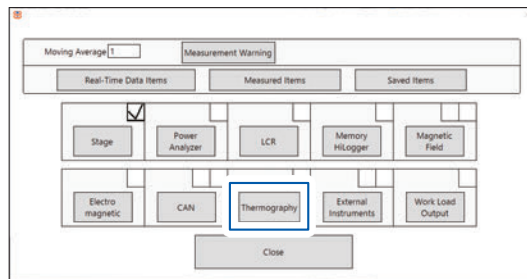 Moving Average 1 Measurement Warning
Real-Time Data Items Measured Items Saved Items
Stage Power Analyzer LCR Memory HiLogger Magnetic Field
Electro magnetic CAN Thermography External Instruments Work Load Output
Close